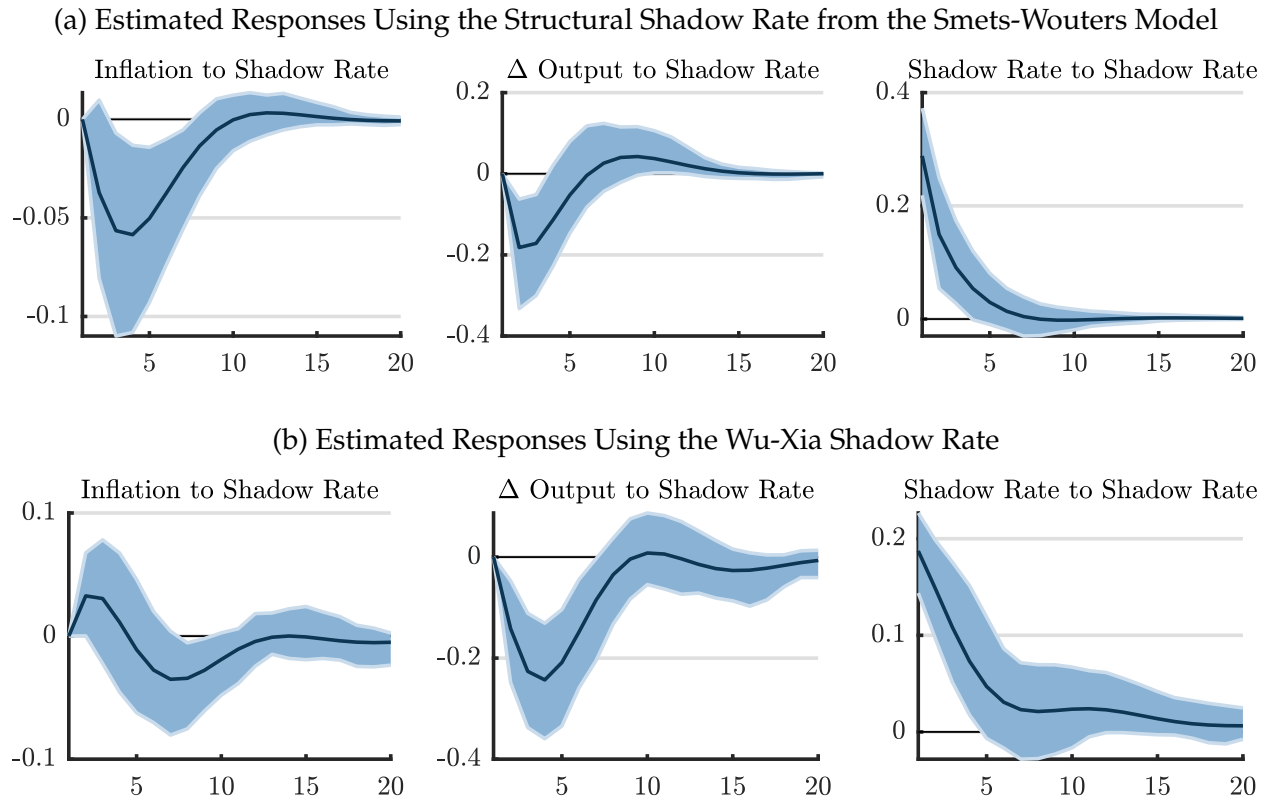 (a) Estimated Responses Using the Structural Shadow Rate from the Smets-Wouters Model
Inflation to Shadow Rate
Δ Output to Shadow Rate
Shadow Rate to Shadow Rate
0
-0.05
-0.1
5 10 15 20
0.2
0
-0.2
-0.4
5 10 15 20
0.4
0.2
0
5 10 15 20
(b) Estimated Responses Using the Wu-Xia Shadow Rate
Inflation to Shadow Rate
Δ Output to Shadow Rate
Shadow Rate to Shadow Rate
0.1
0
-0.1
5 10 15 20
0
-0.2
-0.4
5 10 15 20
0.2
0.1
0
5 10 15 20